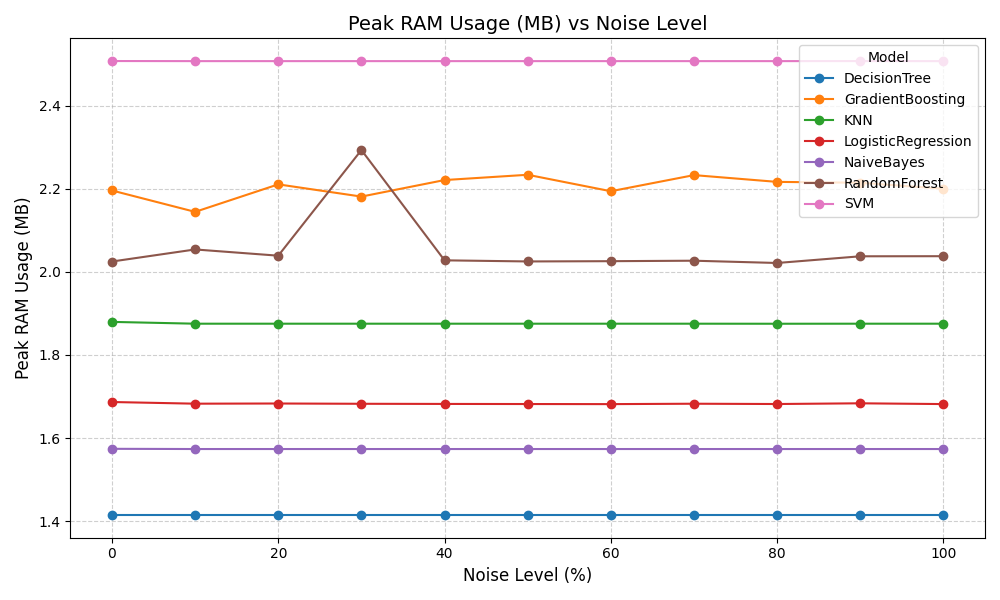 Peak RAM Usage (MB) vs Noise Level
Peak RAM Usage (MB)
2.4
2.2
2.0
1.8
1.6
1.4
Model
DecisionTree
GradientBoosting
KNN
LogisticRegression
NaiveBayes
RandomForest
SVM
0
20
40
60
80
100
Noise Level (%)